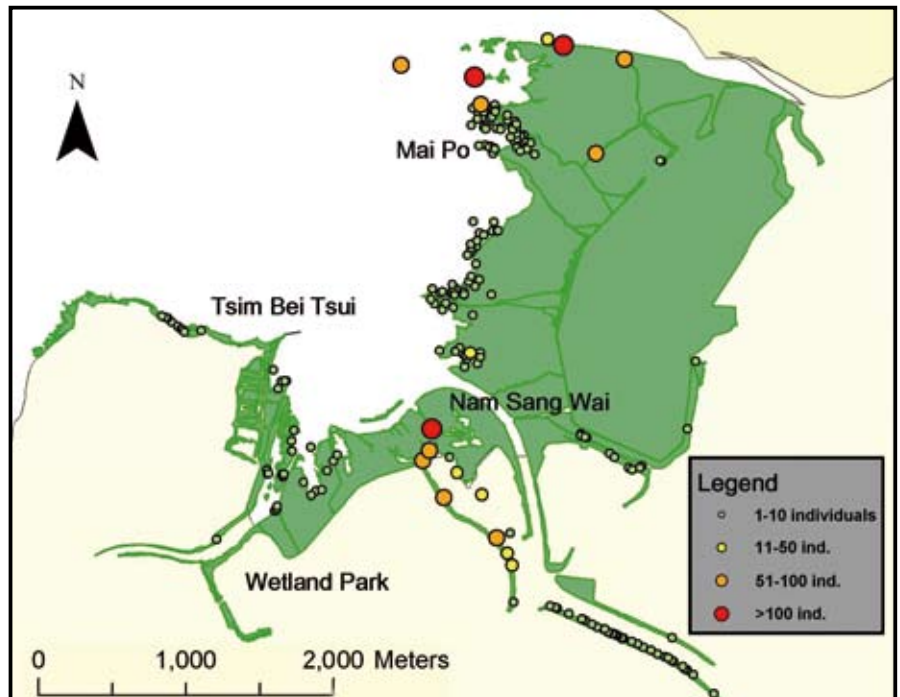 N
Mai Po
Tsim Bei Tsui
Nam Sang Wai
Wetland Park
Legend
1-10 individuals
11-50 ind.
51-100 ind.
>100 ind.
0 1,000 2,000 Meters